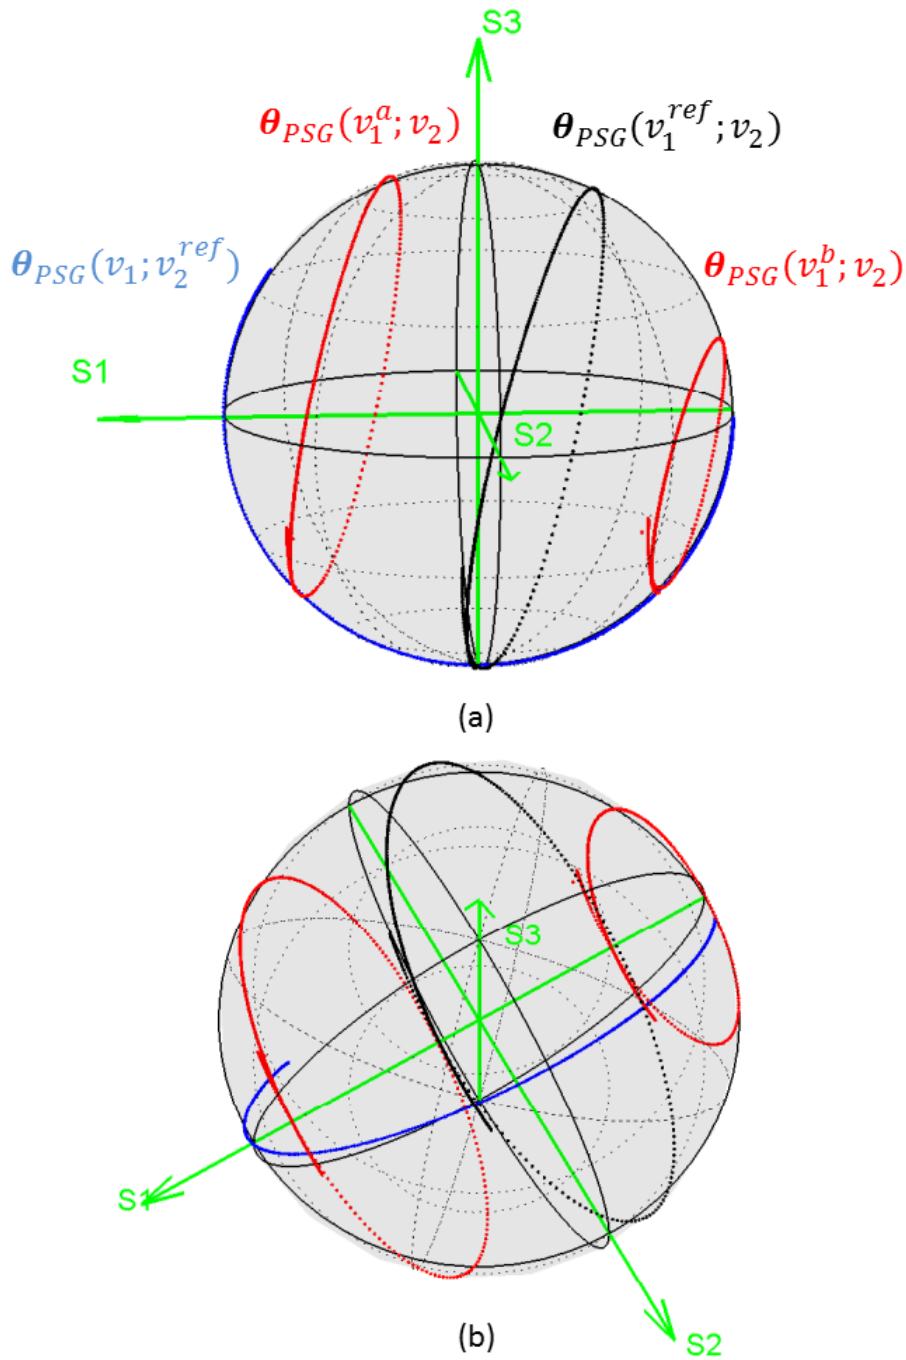 S3
θ_PSG(v_1^a; v_2)
θ_PSG(v_1^ref; v_2)
θ_PSG(v_1; v_2^ref)
θ_PSG(v_1^b; v_2)
S1
S2
(a)
S3
S1
S2
(b)